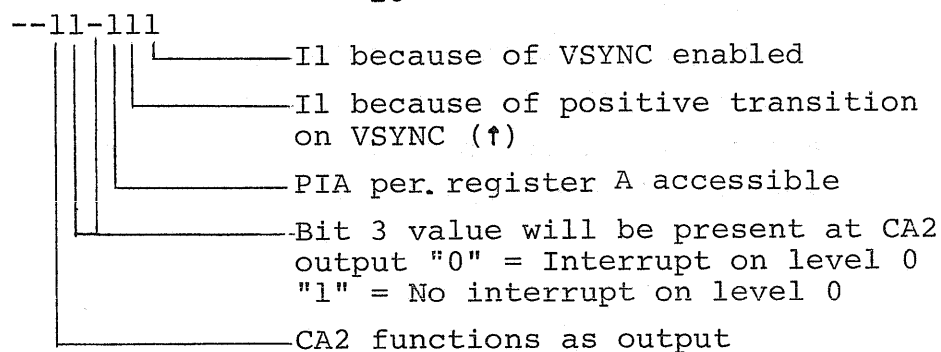 --11-111
I1 because of VSYNC enabled
I1 because of positive transition
on VSYNC (↑)
PIA per. register A accessible
Bit 3 value will be present at CA2
output "0" = Interrupt on level 0
"1" = No interrupt on level 0
CA2 functions as output